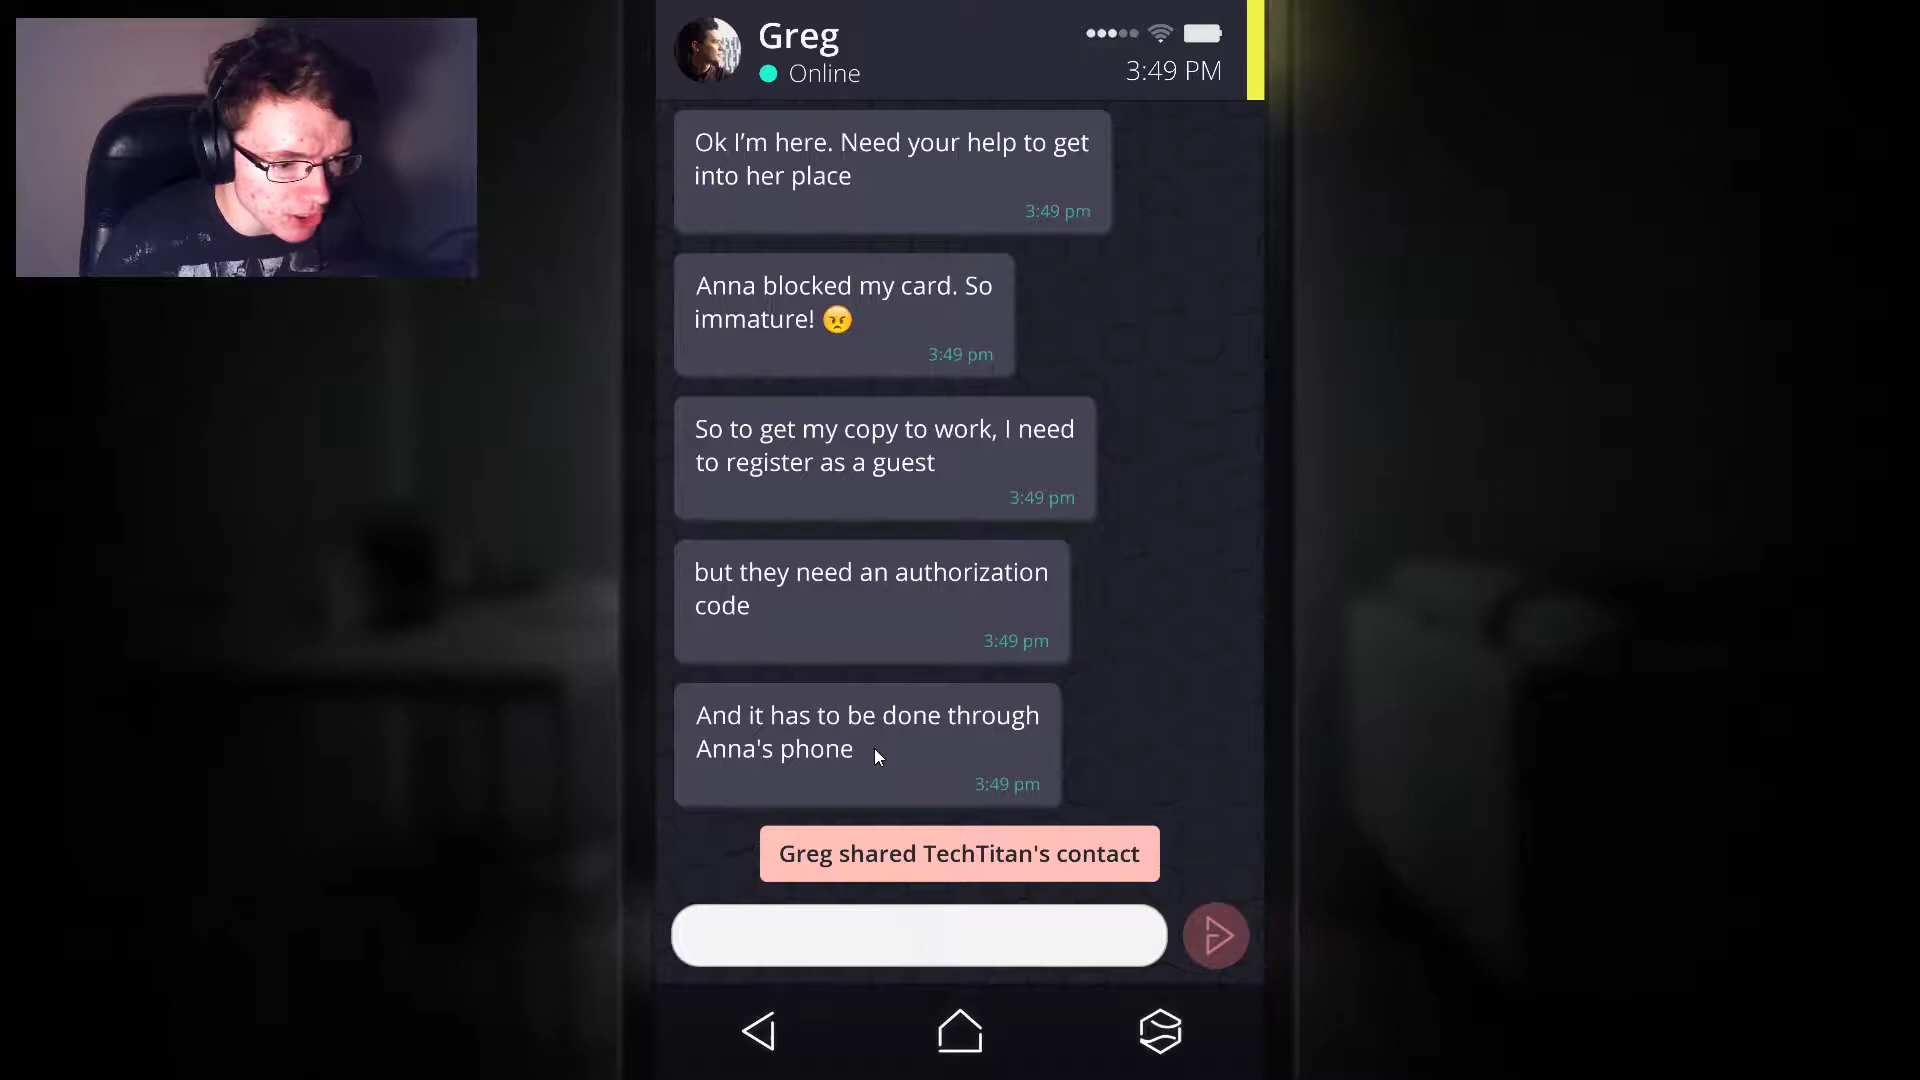 Greg
Online
3:49 PM
Ok I’m here. Need your help to get
into her place
3:49 pm
Anna blocked my card. So
immature! 😠
3:49 pm
So to get my copy to work, I need
to register as a guest
3:49 pm
but they need an authorization
code
3:49 pm
And it has to be done through
Anna's phone
3:49 pm
Greg shared TechTitan's contact